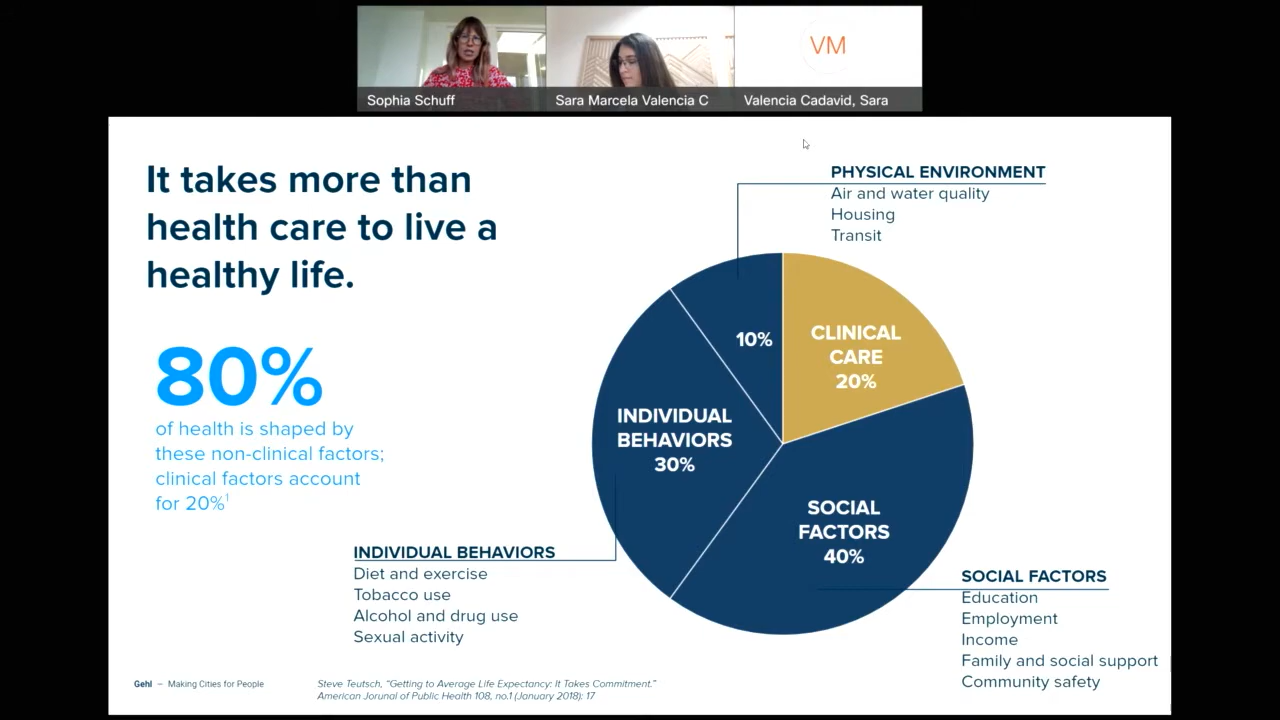 Sophia Schuff
Sara Marcela Valencia C
VM
Valencia Cadavid, Sara
It takes more than
health care to live a
healthy life.
80%
of health is shaped by
these non-clinical factors;
clinical factors account
for 20%1
PHYSICAL ENVIRONMENT
Air and water quality
Housing
Transit
10%
CLINICAL
CARE
20%
INDIVIDUAL
BEHAVIORS
30%
SOCIAL
FACTORS
40%
INDIVIDUAL BEHAVIORS
Diet and exercise
Tobacco use
Alcohol and drug use
Sexual activity
SOCIAL FACTORS
Education
Employment
Income
Family and social support
Community safety
Gehl – Making Cities for People
Steve Teutsch, “Getting to Average Life Expectancy: It Takes Commitment.”
American Jorunal of Public Health 108, no.1 (January 2018): 17